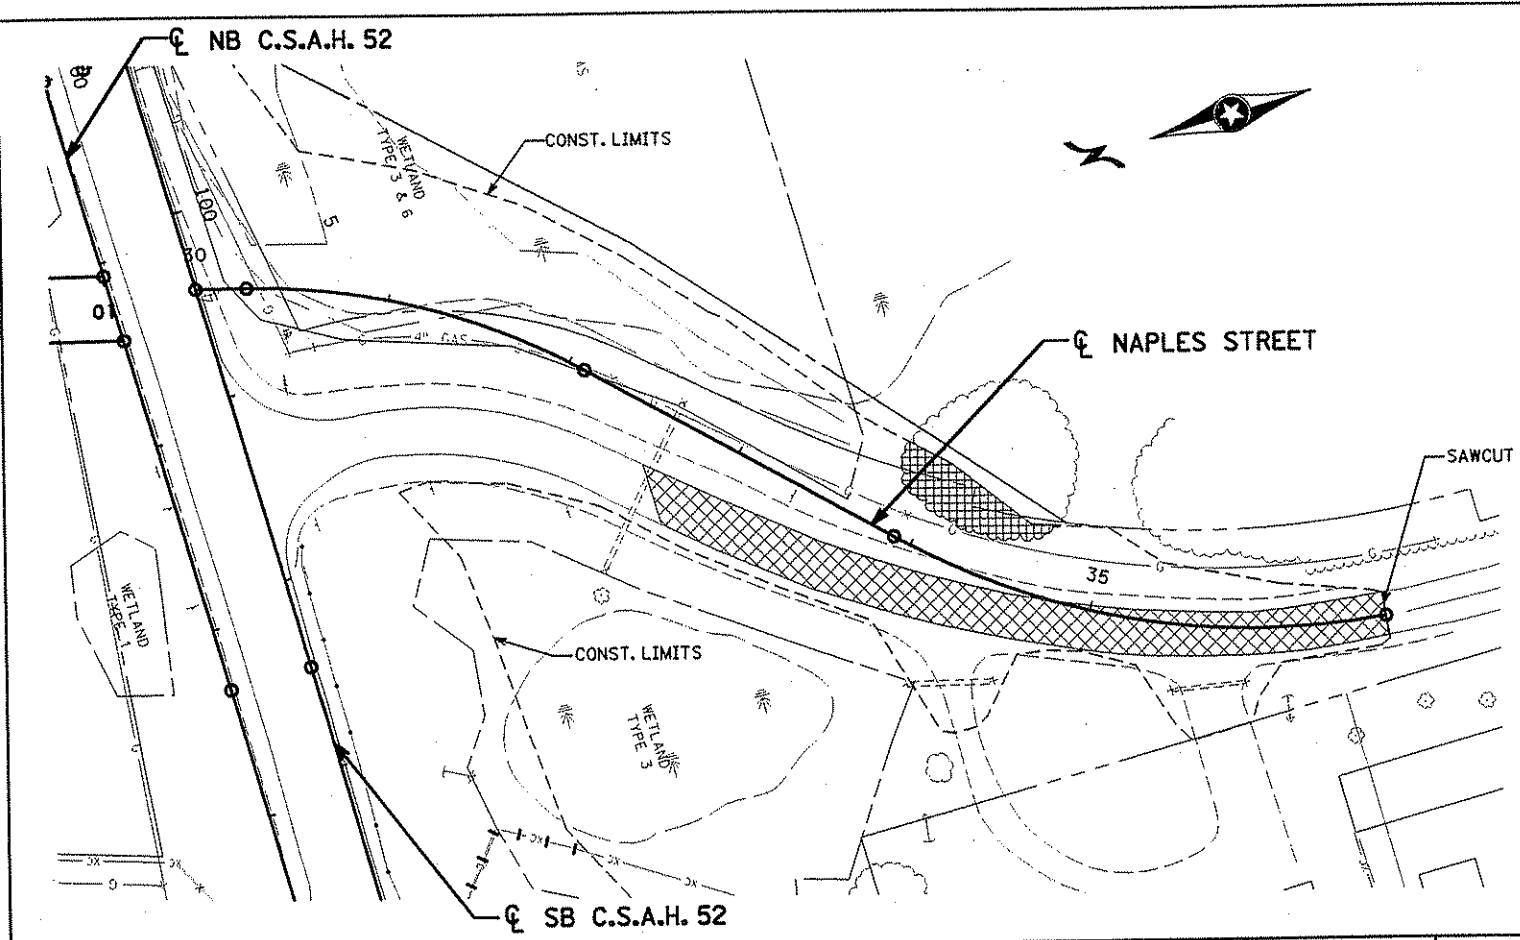 ℄ NB C.S.A.H. 52
CONST. LIMITS
WETLAND
TYPE 3 & 6
100
5
30
01
4" GAS
℄ NAPLES STREET
SAWCUT
35
WETLAND
TYPE 1
CONST. LIMITS
WETLAND
TYPE 3
℄ SB C.S.A.H. 52
G